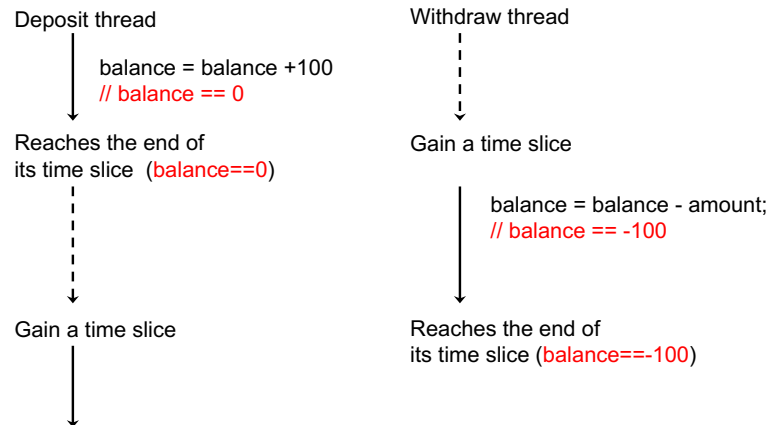 Deposit thread
balance = balance +100
// balance == 0
Reaches the end of
its time slice (balance==0)
Gain a time slice
Withdraw thread
Gain a time slice
balance = balance - amount;
// balance == -100
Reaches the end of
its time slice (balance==-100)